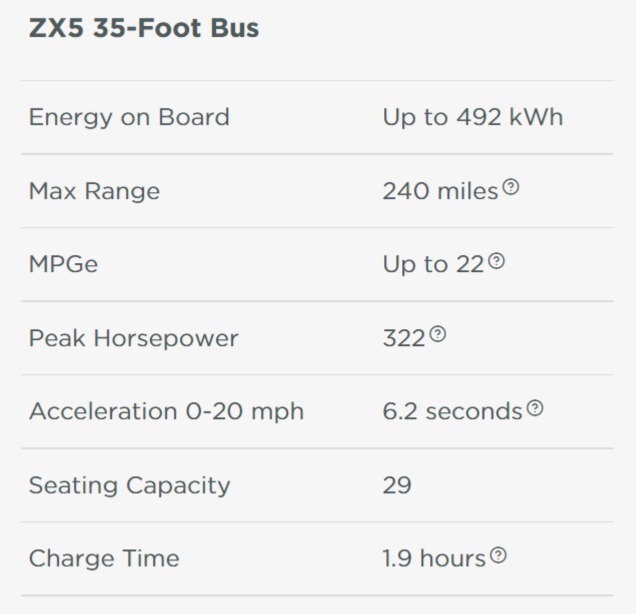 ZX5 35-Foot Bus
Energy on Board Up to 492 kWh
Max Range 240 miles?
MPGe Up to 22?
Peak Horsepower 322?
Acceleration 0-20 mph 6.2 seconds?
Seating Capacity 29
Charge Time 1.9 hours?